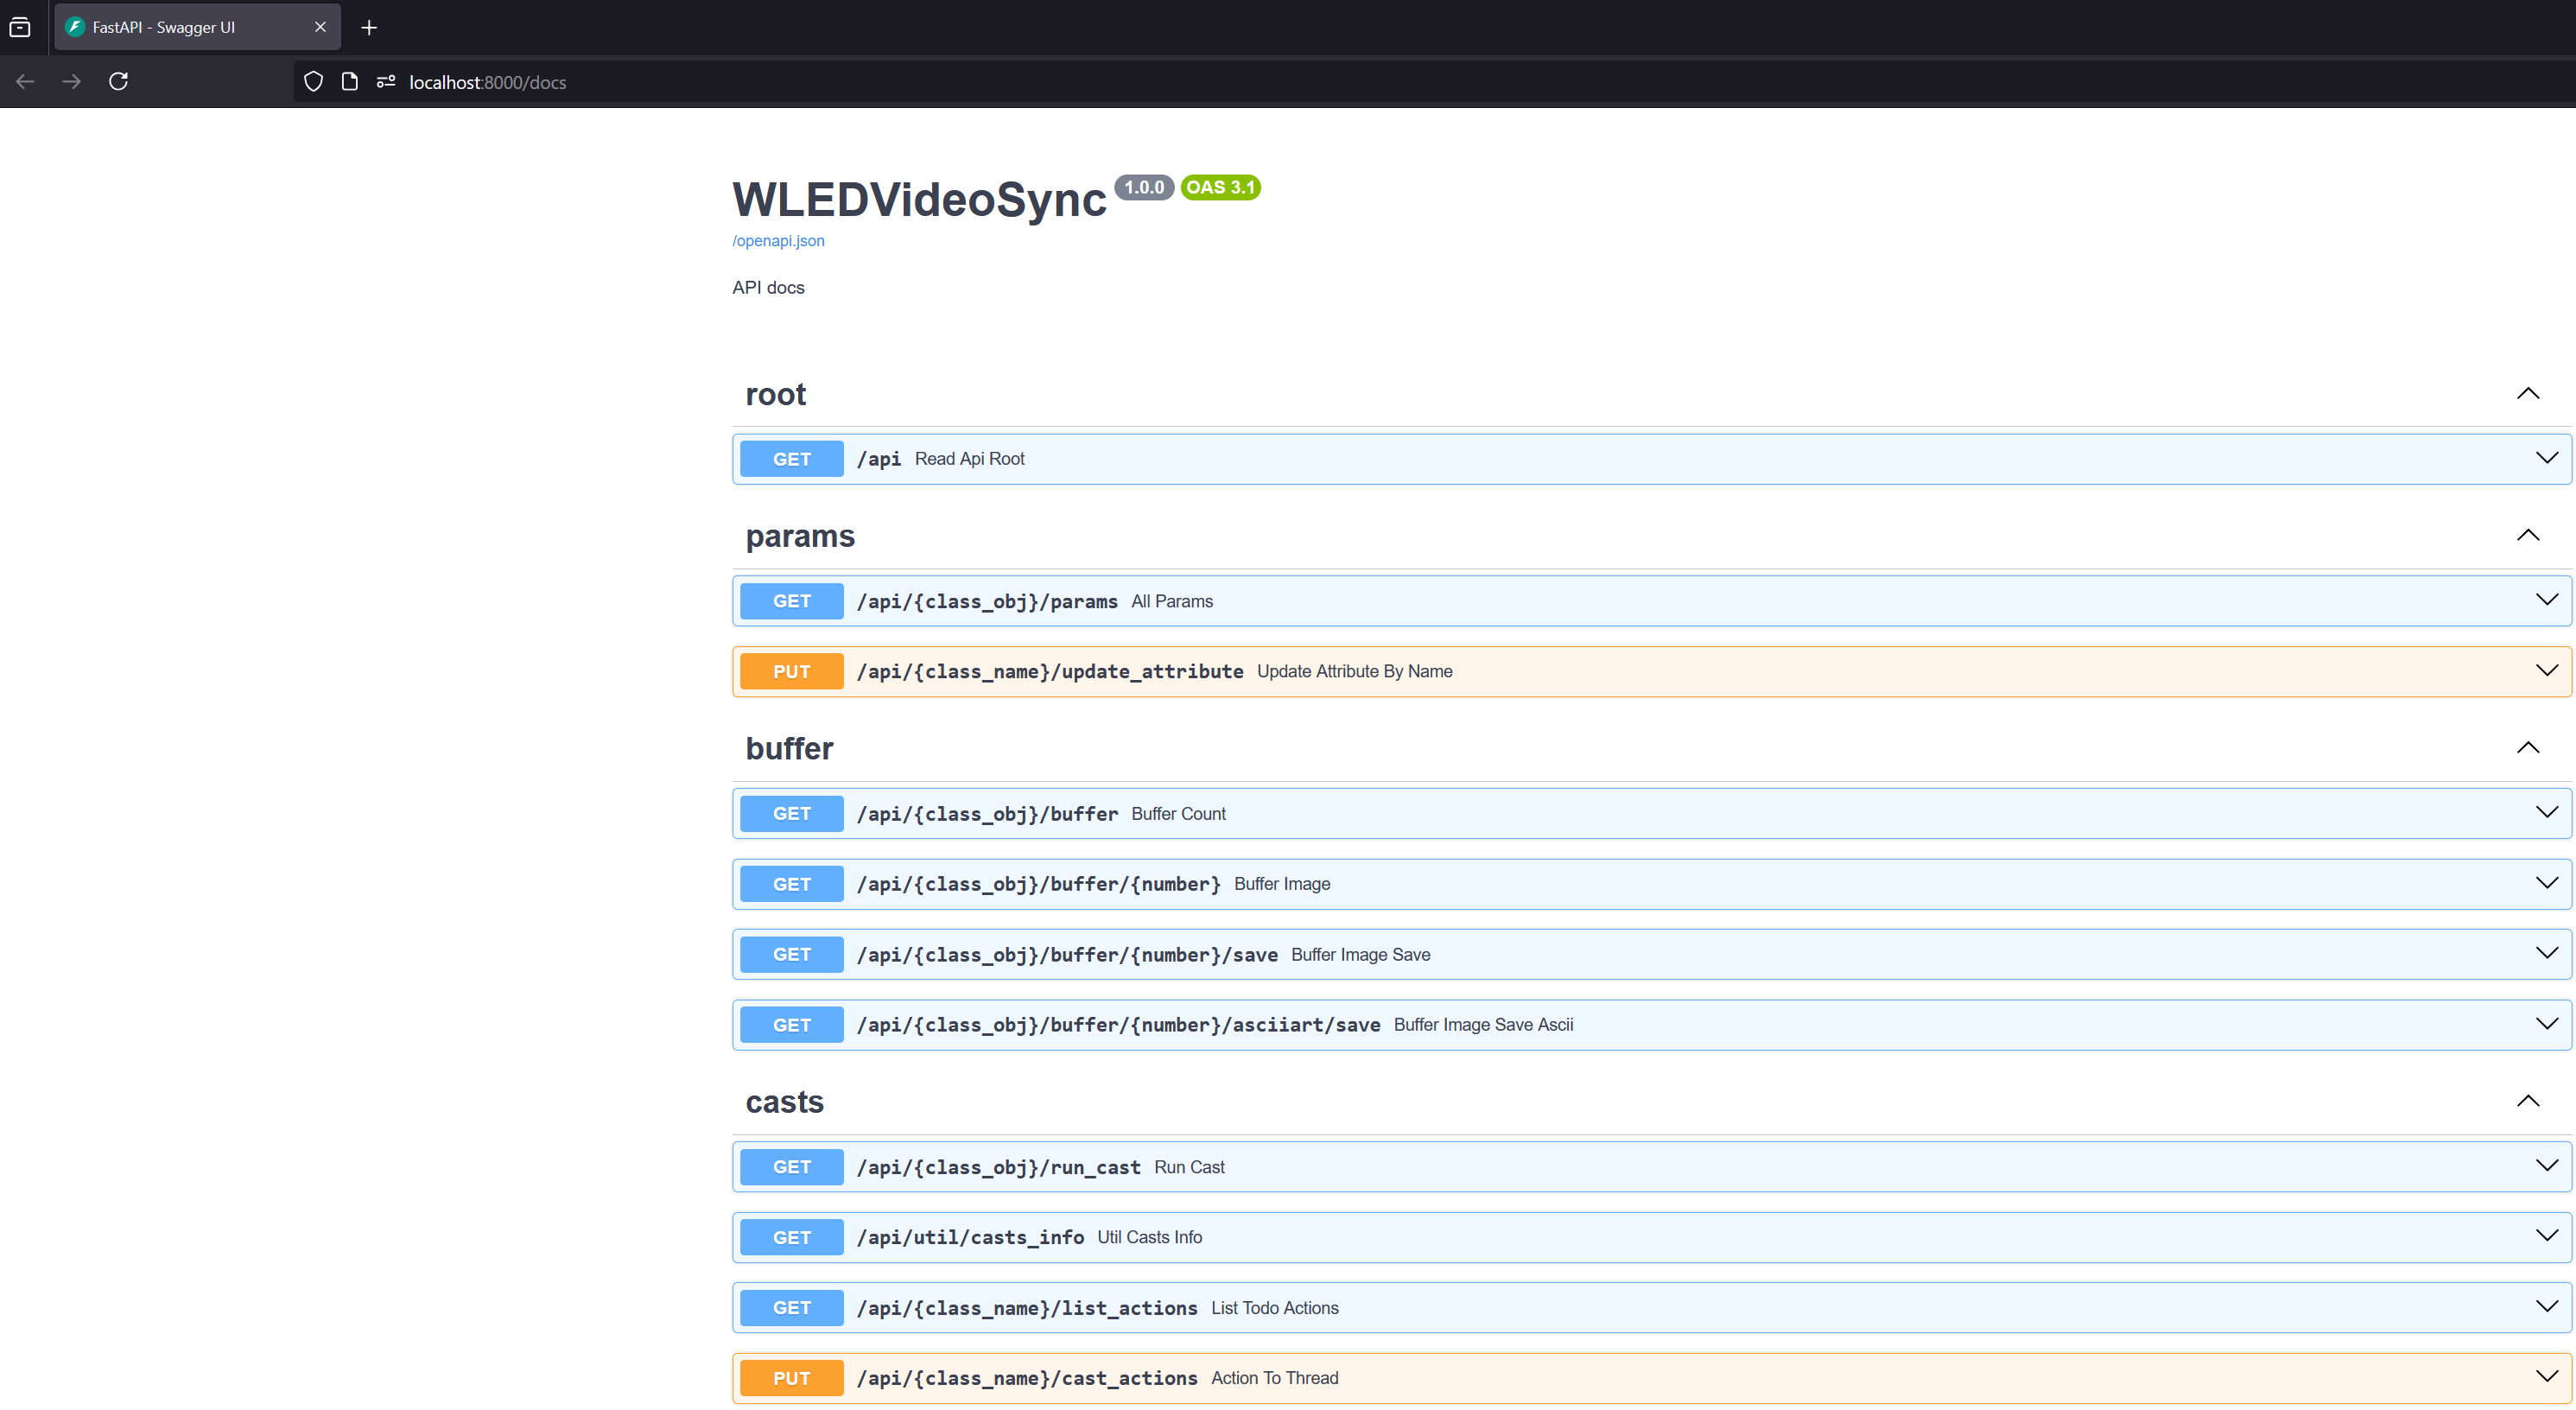 FastAPI - Swagger UI
localhost:8000/docs
WLEDVideoSync 1.0.0 OAS 3.1
/openapi.json
API docs
root
GET /api Read Api Root
params
GET /api/{class_obj}/params All Params
PUT /api/{class_name}/update_attribute Update Attribute By Name
buffer
GET /api/{class_obj}/buffer Buffer Count
GET /api/{class_obj}/buffer/{number} Buffer Image
GET /api/{class_obj}/buffer/{number}/save Buffer Image Save
GET /api/{class_obj}/buffer/{number}/asciiart/save Buffer Image Save Ascii
casts
GET /api/{class_obj}/run_cast Run Cast
GET /api/util/casts_info Util Casts Info
GET /api/{class_name}/list_actions List Todo Actions
PUT /api/{class_name}/cast_actions Action To Thread